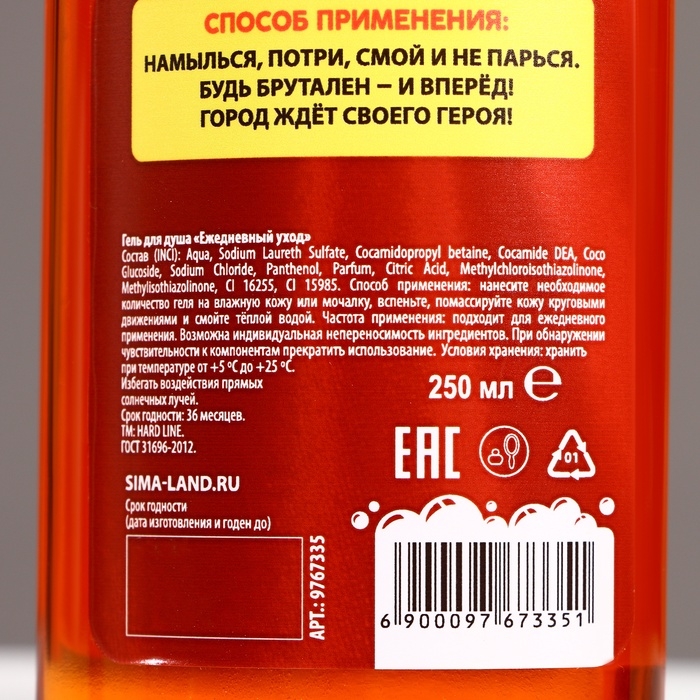 СПОСОБ ПРИМЕНЕНИЯ:
НАМЫЛЬСЯ, ПОТРИ, СМОЙ И НЕ ПАРЬСЯ.
БУДЬ БРУТАЛЕН – И ВПЕРЁД!
ГОРОД ЖДЁТ СВОЕГО ГЕРОЯ!
Гель для душа «Ежедневный уход»
Состав (INCI): Aqua, Sodium Laureth Sulfate, Cocamidopropyl betaine, Cocamide DEA, Coco
Glucoside, Sodium Chloride, Panthenol, Parfum, Citric Acid, Methylchloroisothiazolinone,
Methylisothiazolinone, CI 16255, CI 15985. Способ применения: нанесите необходимое
количество геля на влажную кожу или мочалку, вспеньте, помассируйте кожу круговыми
движениями и смойте тёплой водой. Частота применения: подходит для ежедневного
применения. Возможна индивидуальная непереносимость ингредиентов. При обнаружении
чувствительности к компонентам прекратить использование. Условия хранения: хранить
при температуре от +5 ºС до +25 ºС.
Избегать воздействия прямых
солнечных лучей.
Срок годности: 36 месяцев.
ТМ: HARD LINE.
ГОСТ 31696-2012.
250 мл ℮
EAC
01
SIMA-LAND.RU
Срок годности
(дата изготовления и годен до)
АРТ.: 9767335
6 900097 673351